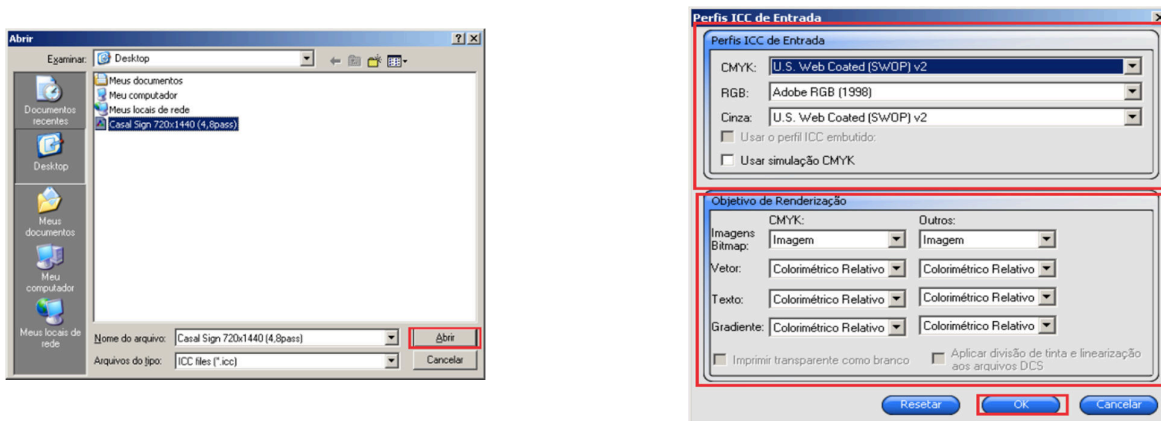 Abrir
Examinar: Desktop
Documentos
recentes
Desktop
Meus
documentos
Meu
computador
Meus locais de
rede
Meus documentos
Meu computador
Meus locais de rede
Casal Sign 720x1440 (4,8pass)
Nome do arquivo: Casal Sign 720x1440 (4,8pass) Abrir
Arquivos do tipo: ICC files (*.icc) Cancelar
Perfis ICC de Entrada
Perfis ICC de Entrada
CMYK: U.S. Web Coated (SWOP) v2
RGB: Adobe RGB (1998)
Cinza: U.S. Web Coated (SWOP) v2
Usar o perfil ICC embutido:
Usar simulação CMYK
Objetivo de Renderização
CMYK: Outros:
Imagens
Bitmap: Imagem Imagem
Vetor: Colorimétrico Relativo Colorimétrico Relativo
Texto: Colorimétrico Relativo Colorimétrico Relativo
Gradiente: Colorimétrico Relativo Colorimétrico Relativo
Imprimir transparente como branco
Aplicar divisão de tinta e linearização
aos arquivos DCS
Resetar OK Cancelar